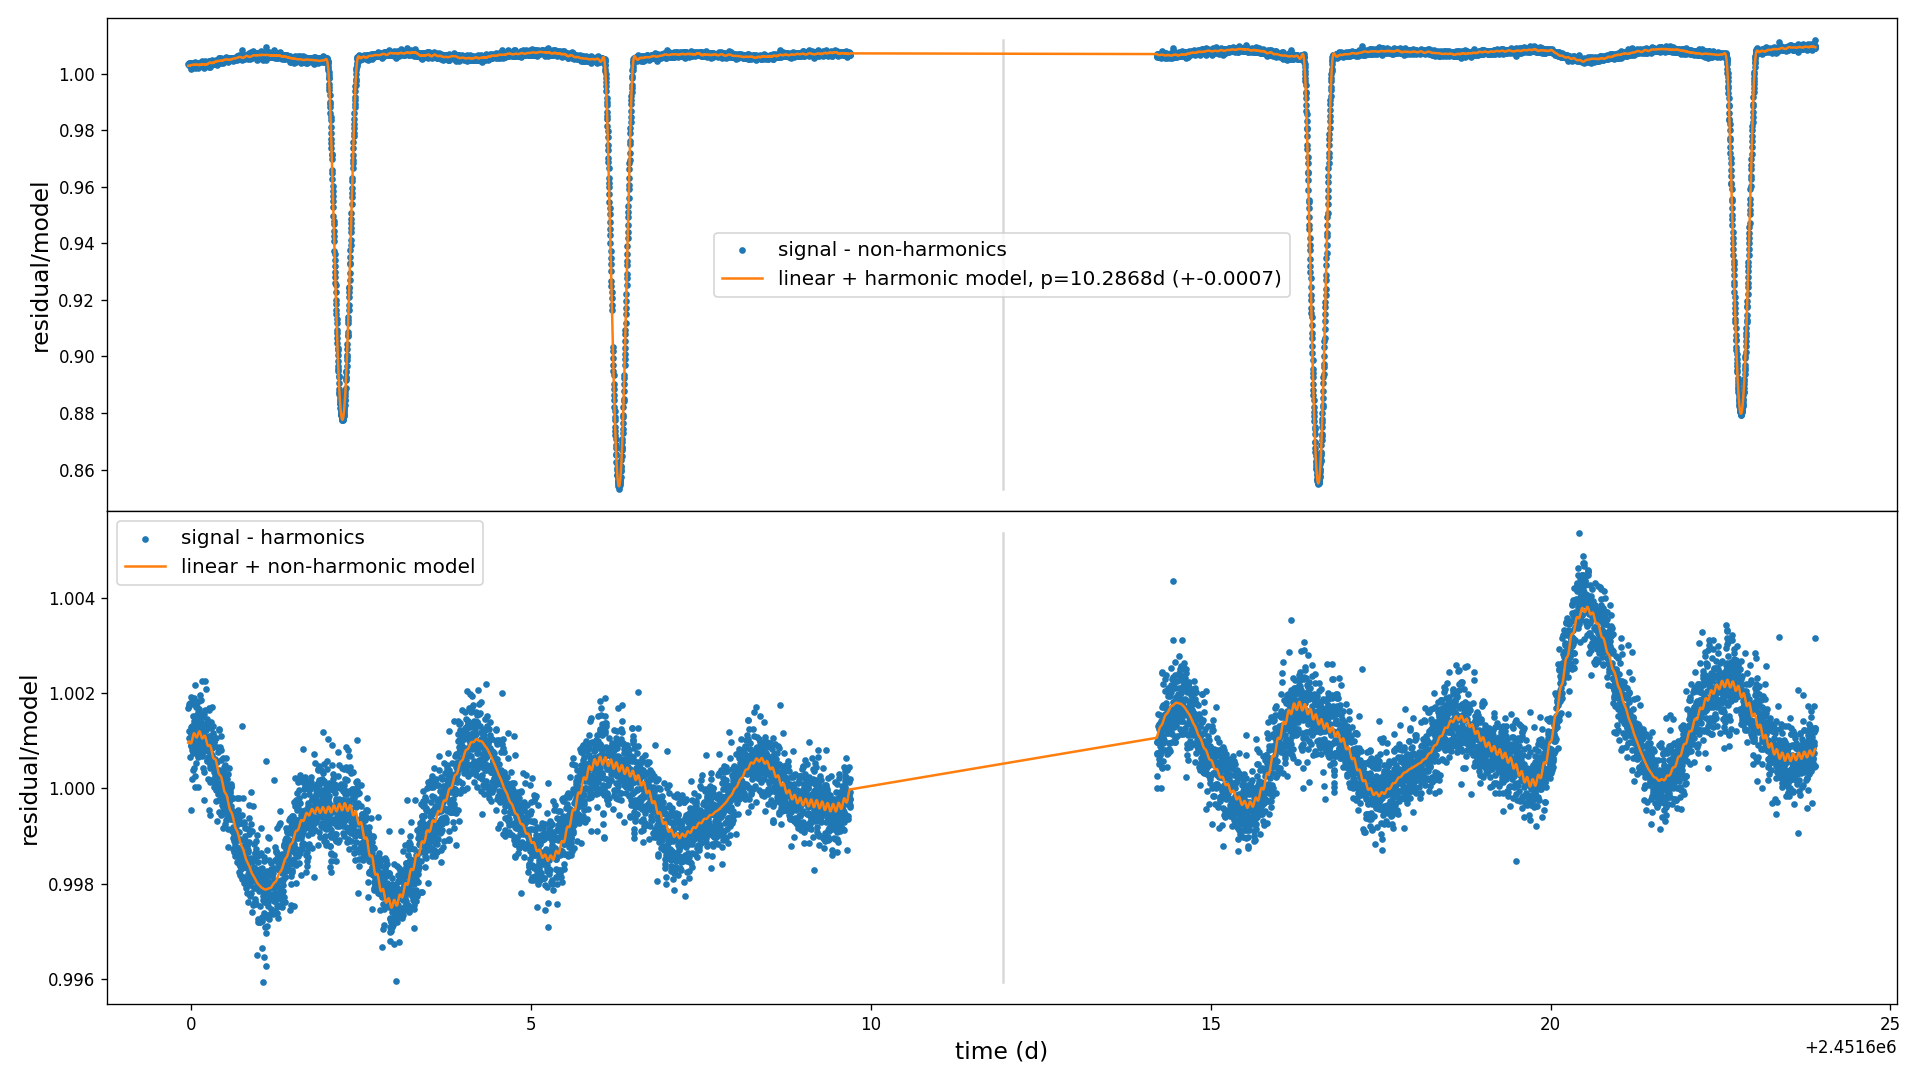 1.00
0.98
0.96
0.94
0.92
0.90
0.88
0.86
residual/model
signal - non-harmonics
linear + harmonic model, p=10.2868d (+-0.0007)
signal - harmonics
linear + non-harmonic model
1.004
1.002
1.000
0.998
0.996
residual/model
0 5 10 15 20 25
time (d)
+2.4516e6